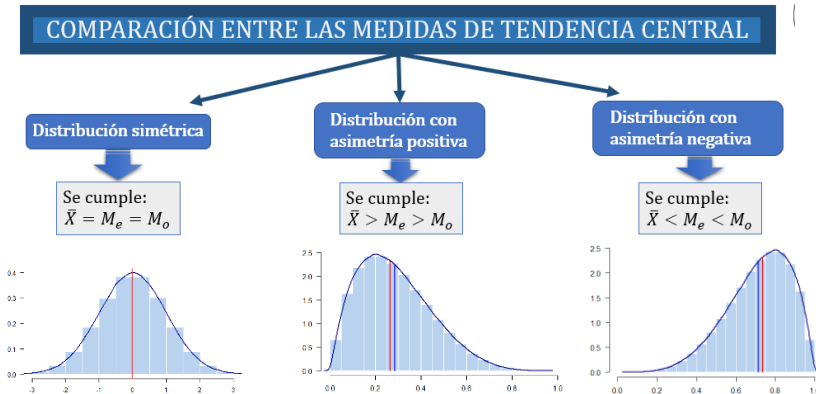 COMPARACIÓN ENTRE LAS MEDIDAS DE TENDENCIA CENTRAL
Distribución simétrica
Se cumple:
X̄ = Mₑ = Mₒ
0.4
0.3
0.2
0.1
0.0
-3 -2 -1 0 1 2 3
Distribución con
asimetría positiva
Se cumple:
X̄ > Mₑ > Mₒ
2.5
2.0
1.5
1.0
0.5
0.0
0.0 0.2 0.4 0.6 0.8 1.0
Distribución con
asimetría negativa
Se cumple:
X̄ < Mₑ < Mₒ
2.5
2.0
1.5
1.0
0.5
0.0
0.0 0.2 0.4 0.6 0.8 1.0